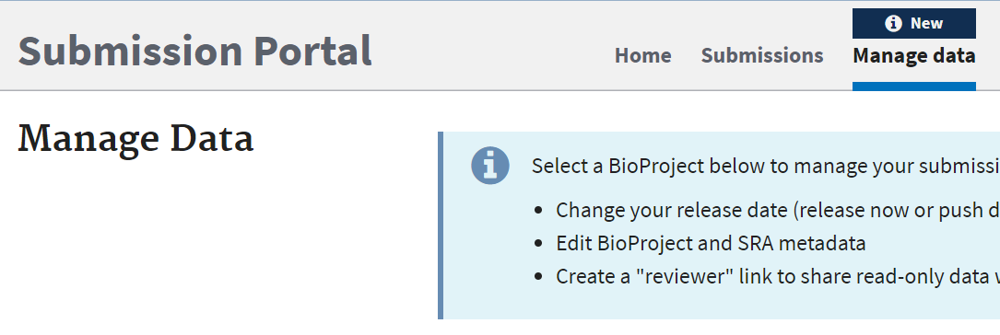 New
Submission Portal
Home Submissions Manage data
Manage Data
Select a BioProject below to manage your submissi
Change your release date (release now or push d
Edit BioProject and SRA metadata
Create a "reviewer" link to share read-only data w